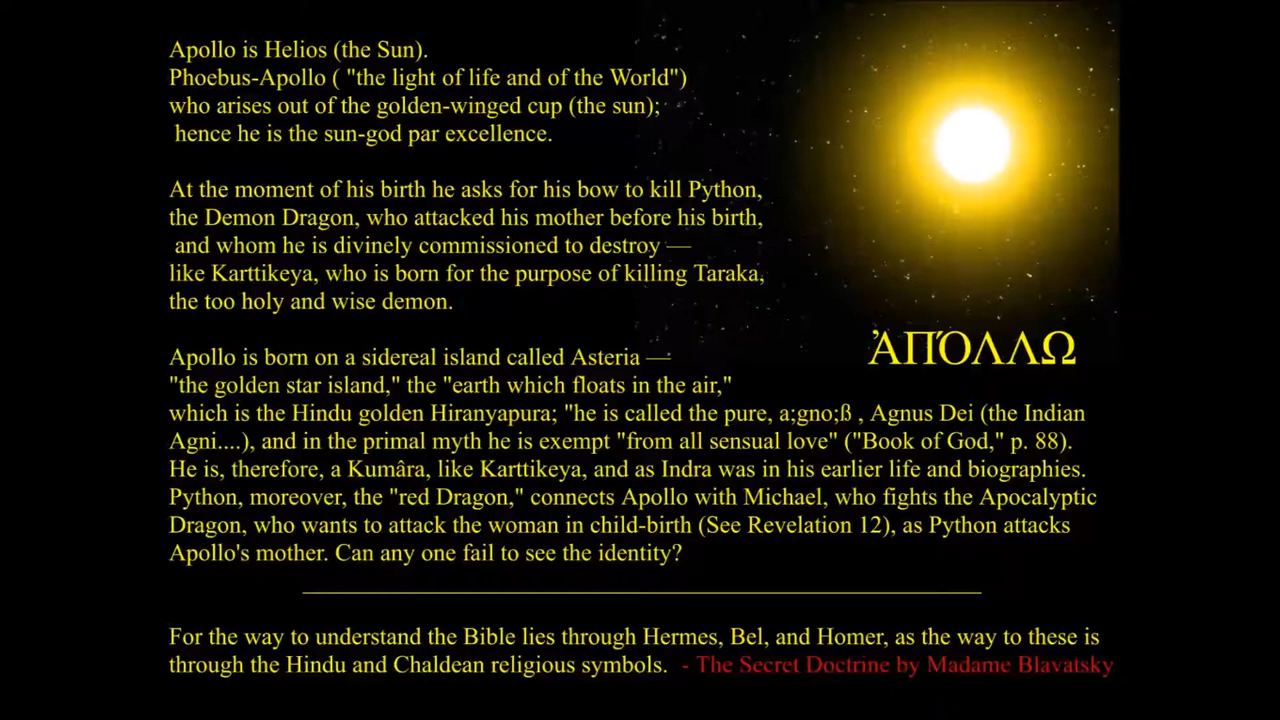 Apollo is Helios (the Sun).
Phoebus-Apollo ( "the light of life and of the World")
who arises out of the golden-winged cup (the sun);
hence he is the sun-god par excellence.
At the moment of his birth he asks for his bow to kill Python,
the Demon Dragon, who attacked his mother before his birth,
and whom he is divinely commissioned to destroy —
like Karttikeya, who is born for the purpose of killing Taraka,
the too holy and wise demon.
ἈΠΌΛΛΩ
Apollo is born on a sidereal island called Asteria —
"the golden star island," the "earth which floats in the air,"
which is the Hindu golden Hiranyapura; "he is called the pure, a;gno;ß , Agnus Dei (the Indian
Agni....), and in the primal myth he is exempt "from all sensual love" ("Book of God," p. 88).
He is, therefore, a Kumâra, like Karttikeya, and as Indra was in his earlier life and biographies.
Python, moreover, the "red Dragon," connects Apollo with Michael, who fights the Apocalyptic
Dragon, who wants to attack the woman in child-birth (See Revelation 12), as Python attacks
Apollo's mother. Can any one fail to see the identity?
For the way to understand the Bible lies through Hermes, Bel, and Homer, as the way to these is
through the Hindu and Chaldean religious symbols. - The Secret Doctrine by Madame Blavatsky